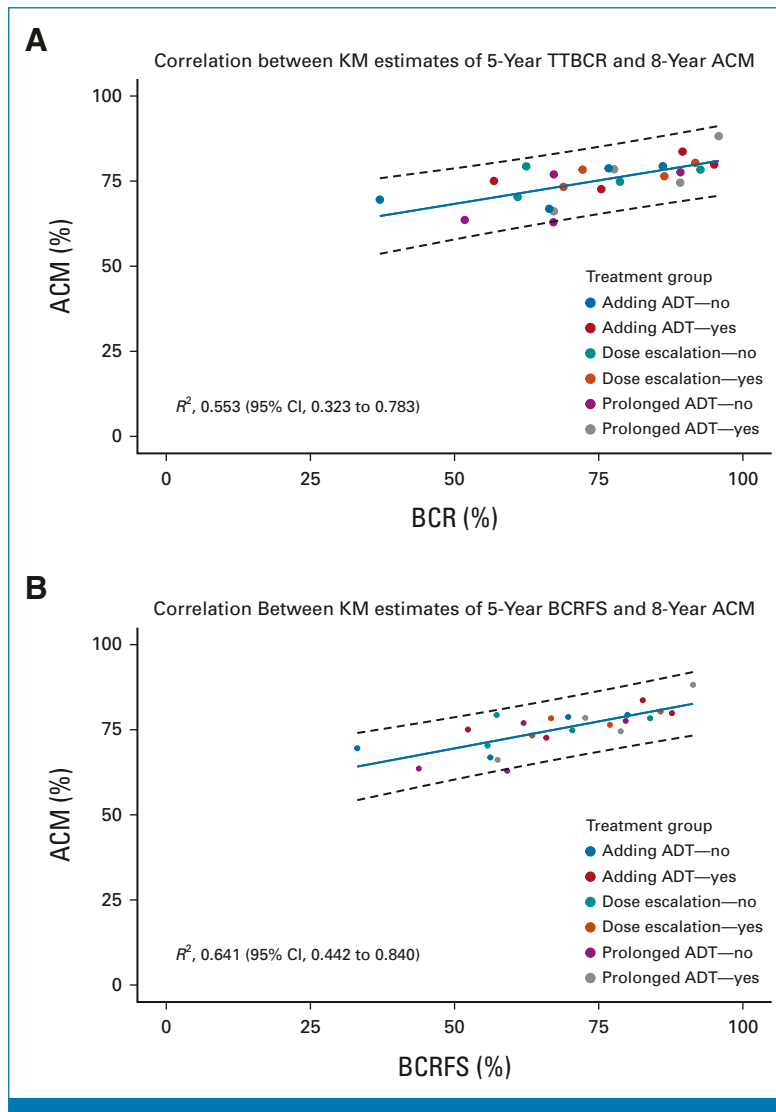 A
Correlation between KM estimates of 5-Year TTBCR and 8-Year ACM
100
75
50
25
0
ACM (%)
Treatment group
Adding ADT—no
Adding ADT—yes
Dose escalation—no
Dose escalation—yes
Prolonged ADT—no
Prolonged ADT—yes
R², 0.553 (95% CI, 0.323 to 0.783)
0 25 50 75 100
BCR (%)
B
Correlation Between KM estimates of 5-Year BCRFS and 8-Year ACM
100
75
50
25
0
ACM (%)
Treatment group
Adding ADT—no
Adding ADT—yes
Dose escalation—no
Dose escalation—yes
Prolonged ADT—no
Prolonged ADT—yes
R², 0.641 (95% CI, 0.442 to 0.840)
0 25 50 75 100
BCRFS (%)